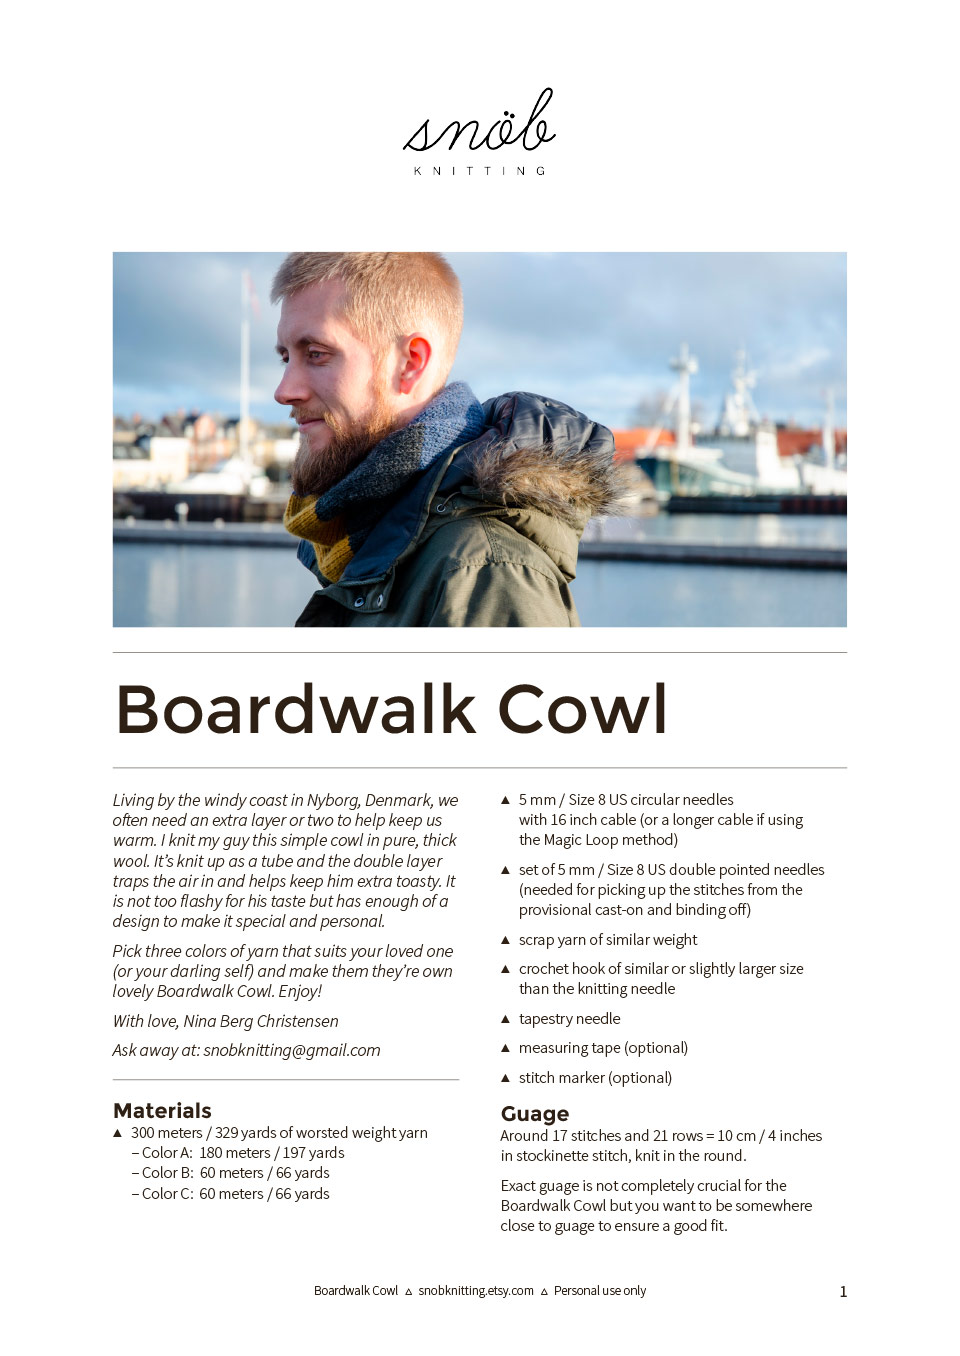 snöb
KNITTING
Boardwalk Cowl
Living by the windy coast in Nyborg, Denmark, we
often need an extra layer or two to help keep us
warm. I knit my guy this simple cowl in pure, thick
wool. It's knit up as a tube and the double layer
traps the air in and helps keep him extra toasty. It
is not too flashy for his taste but has enough of a
design to make it special and personal.
Pick three colors of yarn that suits your loved one
(or your darling self) and make them they're own
lovely Boardwalk Cowl. Enjoy!
With love, Nina Berg Christensen
Ask away at: snobknitting@gmail.com
Materials
▲ 300 meters / 329 yards of worsted weight yarn
– Color A: 180 meters / 197 yards
– Color B: 60 meters / 66 yards
– Color C: 60 meters / 66 yards
▲ 5 mm / Size 8 US circular needles
with 16 inch cable (or a longer cable if using
the Magic Loop method)
▲ set of 5 mm / Size 8 US double pointed needles
(needed for picking up the stitches from the
provisional cast-on and binding off)
▲ scrap yarn of similar weight
▲ crochet hook of similar or slightly larger size
than the knitting needle
▲ tapestry needle
▲ measuring tape (optional)
▲ stitch marker (optional)
Guage
Around 17 stitches and 21 rows = 10 cm / 4 inches
in stockinette stitch, knit in the round.
Exact guage is not completely crucial for the
Boardwalk Cowl but you want to be somewhere
close to guage to ensure a good fit.
Boardwalk Cowl △ snobknitting.etsy.com △ Personal use only
1